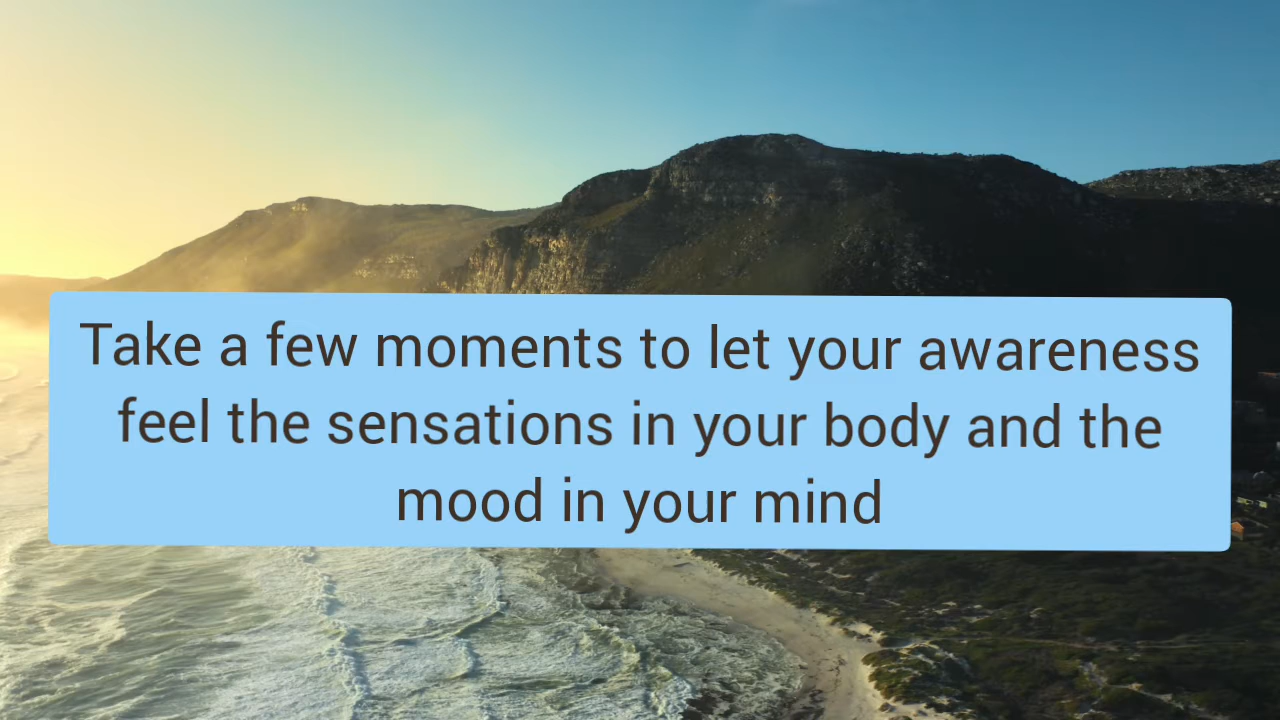 Take a few moments to let your awareness
feel the sensations in your body and the
mood in your mind